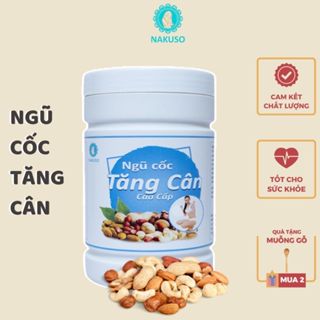 NAKUSO
NGŨ
CỐC
TĂNG
CÂN
NAKUSO
Ngũ cốc
Tăng Cân
Cao Cấp
CAM KẾT
CHẤT LƯỢNG
TỐT CHO
SỨC KHỎE
QUÀ TẶNG
MUỖNG GỖ
MUA 2